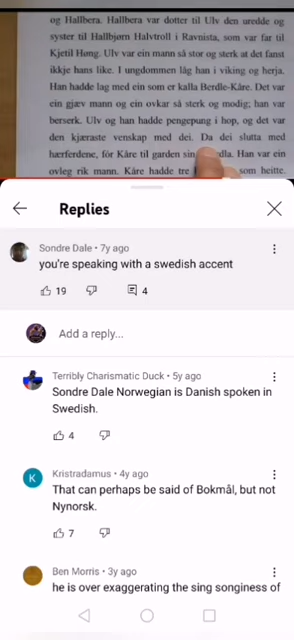 og Hallbera. Hallbera var dotter til Ulv den uredde og
syster til Hallbjørn Halvtroll i Ravnista, som var far til
Kjetil Høng. Ulv var ein mann så stor og sterk at det fanst
ikkje hans like. I ungdommen låg han i viking og herja.
Han hadde lag med ein som er kalla Berdle-Kåre. Det var
ein gjæv mann og ein ovkar så sterk og modig; han var
berserk. Ulv og han hadde pengepung i hop, og det var
den kjæraste venskap med dei. Da dei slutta med
hærferdene, fór Kåre til garden sin. Han var ein
ovleg rik mann. Kåre hadde tre som heitte.
Replies
Sondre Dale • 7y ago
you're speaking with a swedish accent
19
4
Add a reply...
Terribly Charismatic Duck • 5y ago
Sondre Dale Norwegian is Danish spoken in
Swedish.
4
K
Kristradamus • 4y ago
That can perhaps be said of Bokmål, but not
Nynorsk.
7
Ben Morris • 3y ago
he is over exaggerating the sing songiness of